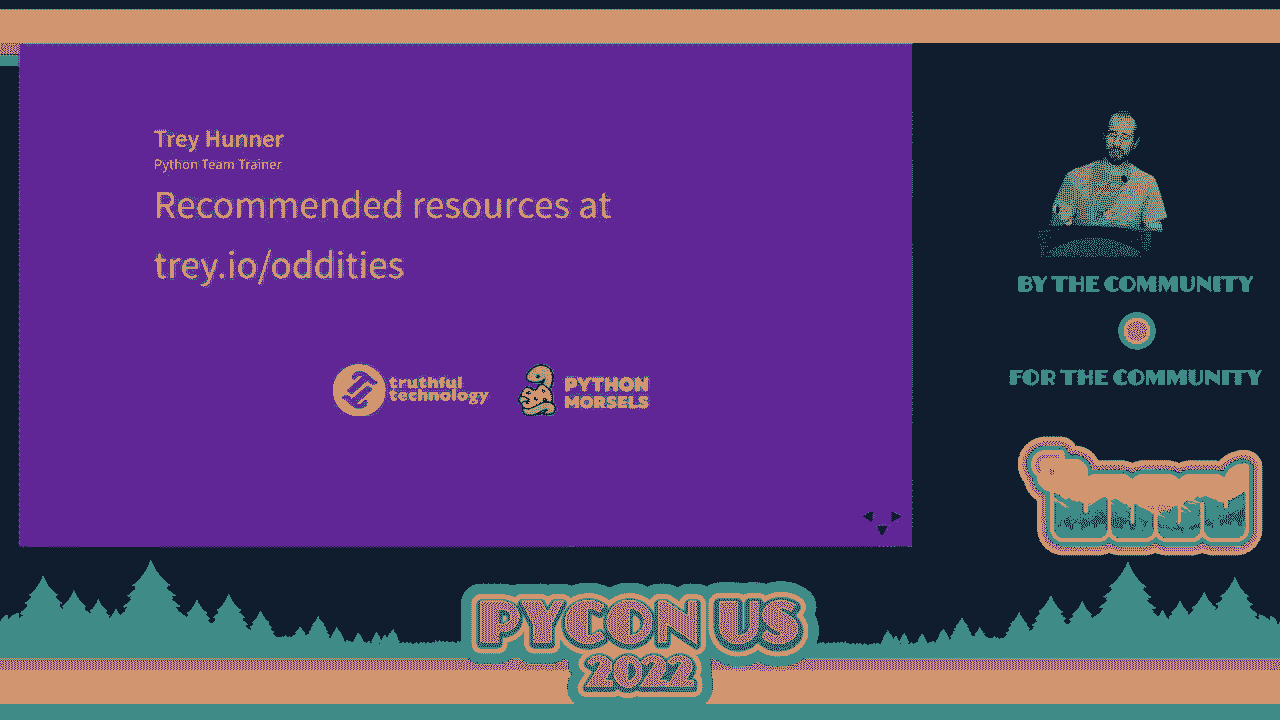 Trey Hunner
Python Team Trainer
Recommended resources at
trey.io/oddities
truthful
technology
PYTHON
MORSELS
BY THE COMMUNITY
FOR THE COMMUNITY
PYCON US
2022